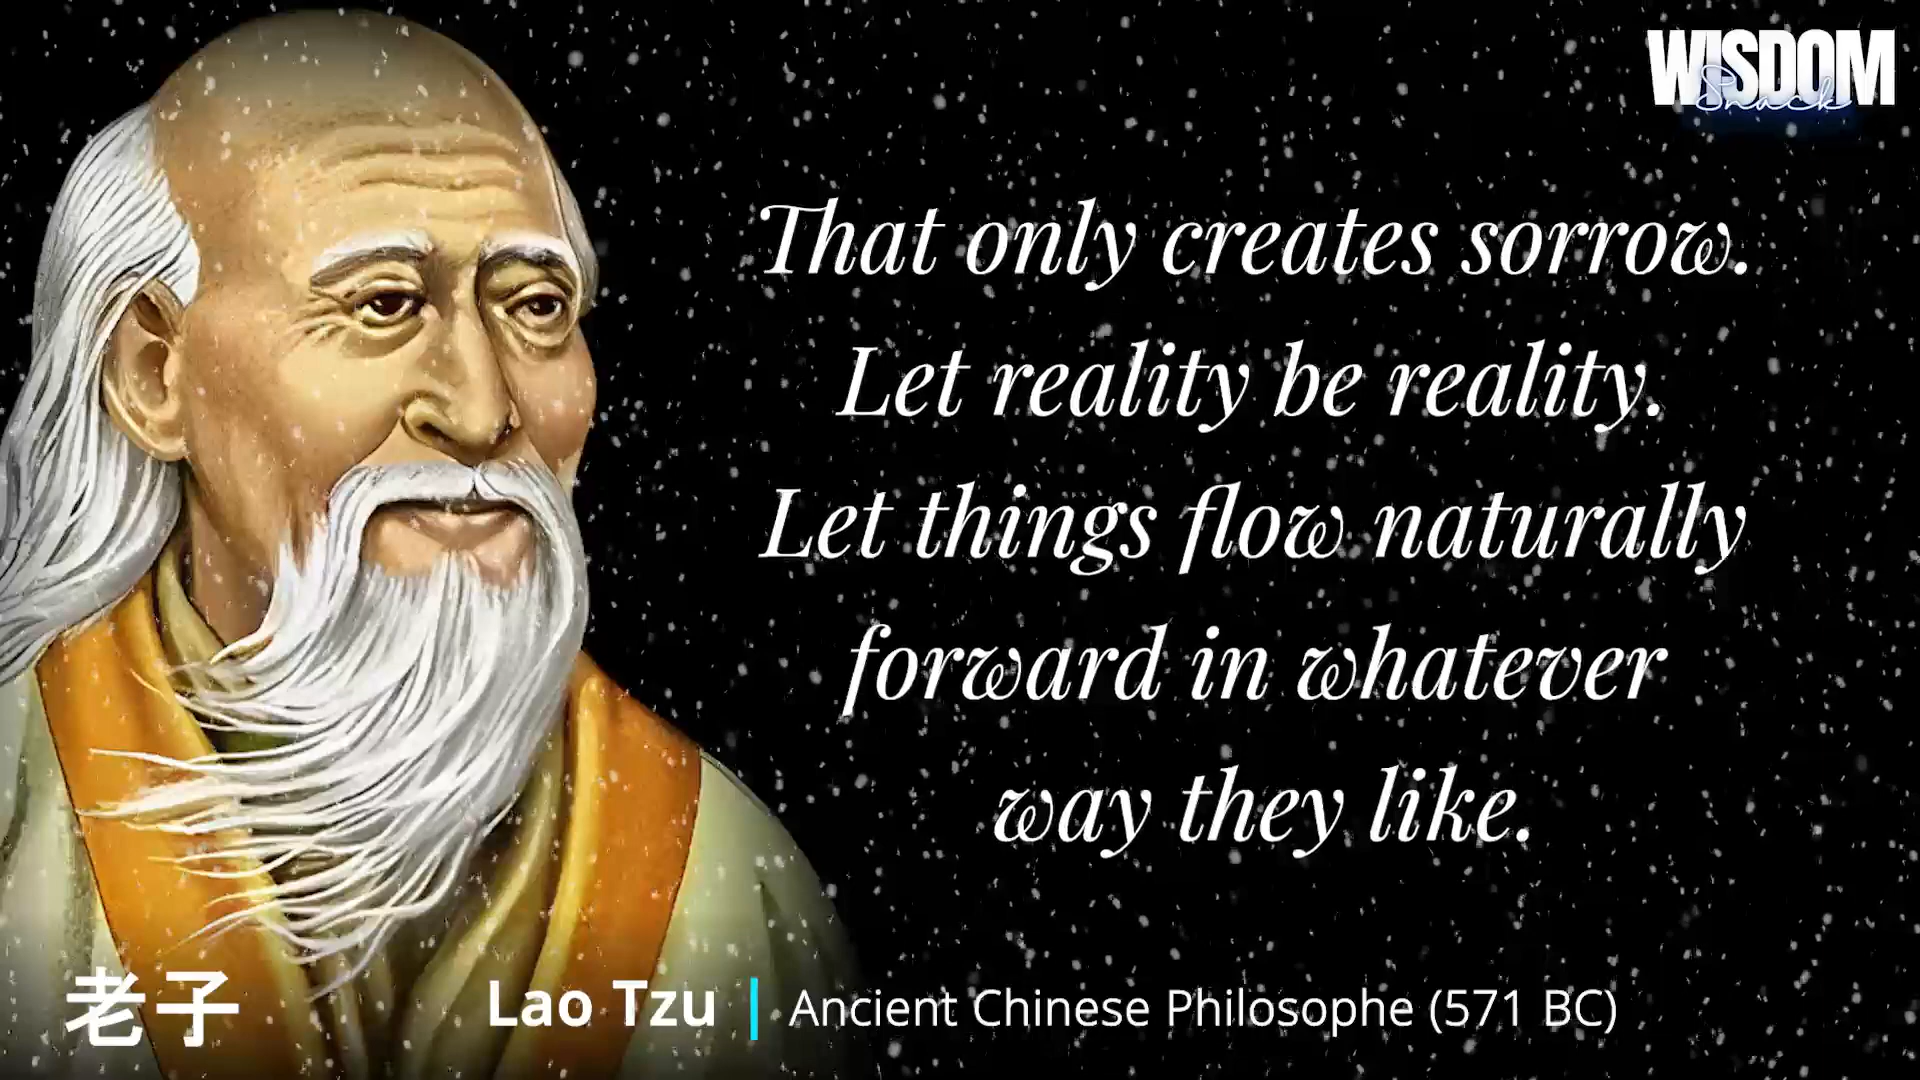 WISDOM
Snack
That only creates sorrow.
Let reality be reality.
Let things flow naturally
forward in whatever
way they like.
老子
Lao Tzu | Ancient Chinese Philosophe (571 BC)